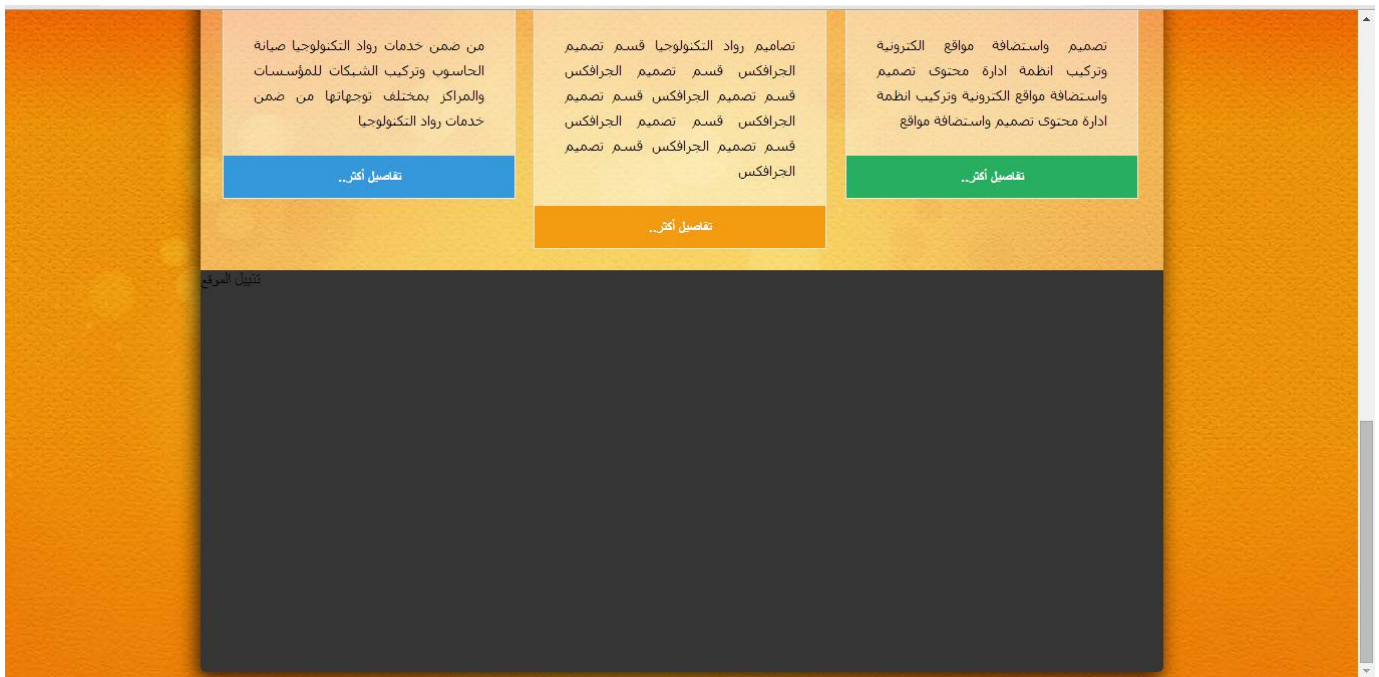 تصميم واستضافة مواقع الكترونية
وتركيب انظمة ادارة محتوى تصميم
واستضافة مواقع الكترونية وتركيب انظمة
ادارة محتوى تصميم واستضافة مواقع
تفاصيل أكثر..
تصاميم رواد التكنولوجيا قسم تصميم
الجرافكس قسم تصميم الجرافكس
قسم تصميم الجرافكس قسم تصميم
الجرافكس قسم تصميم الجرافكس
قسم تصميم الجرافكس قسم تصميم
الجرافكس
تفاصيل أكثر..
من ضمن خدمات رواد التكنولوجيا صيانة
الحاسوب وتركيب الشبكات للمؤسسات
والمراكز بمختلف توجهاتها من ضمن
خدمات رواد التكنولوجيا
تفاصيل أكثر..
تذييل الموقع